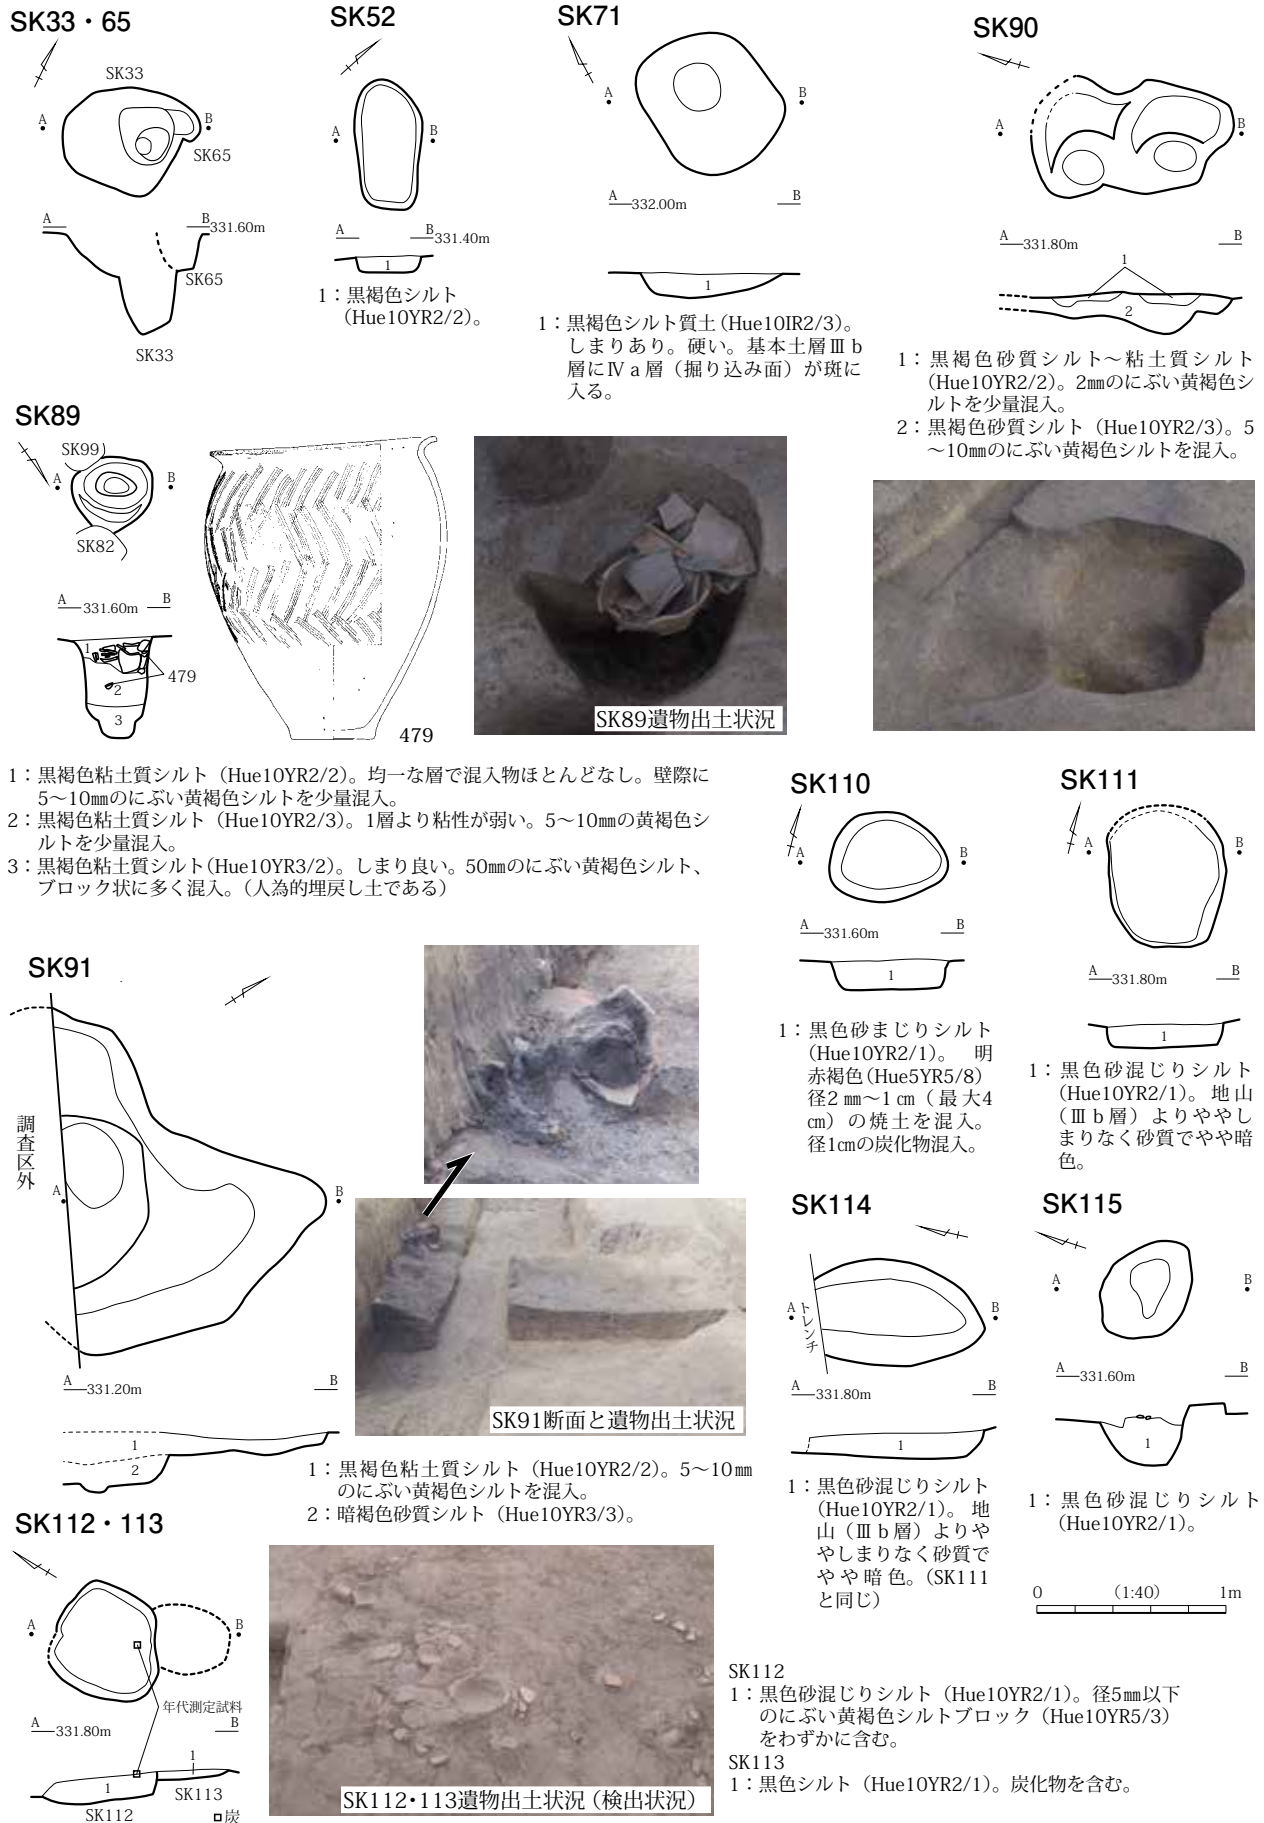 SK33・65
SK33
A
B
SK65
A
B
331.60m
SK65
SK33
SK52
A
B
A
B
331.40m
1
1：黒褐色シルト
（Hue10YR2/2）。
SK71
A
B
A
332.00m
B
1
1：黒褐色シルト質土（Hue10IR2/3）。
しまりあり。硬い。基本土層Ⅲｂ
層にⅣａ層（掘り込み面）が斑に
入る。
SK90
A
B
A
331.80m
B
1
2
1：黒褐色砂質シルト～粘土質シルト
（Hue10YR2/2）。2㎜のにぶい黄褐色シ
ルトを少量混入。
2：黒褐色砂質シルト（Hue10YR2/3）。5
～10㎜のにぶい黄褐色シルトを混入。
SK89
SK99
A
B
SK82
A
331.60m
B
1
2
3
479
479
SK89遺物出土状況
1：黒褐色粘土質シルト（Hue10YR2/2）。均一な層で混入物ほとんどなし。壁際に
5～10㎜のにぶい黄褐色シルトを少量混入。
2：黒褐色粘土質シルト（Hue10YR2/3）。1層より粘性が弱い。5～10㎜の黄褐色シ
ルトを少量混入。
3：黒褐色粘土質シルト（Hue10YR3/2）。しまり良い。50㎜のにぶい黄褐色シルト、
ブロック状に多く混入。（人為的埋戻し土である）
SK110
A
B
A
331.60m
B
1
1：黒色砂まじりシルト
（Hue10YR2/1）。　明
赤褐色（Hue5YR5/8）
径2㎜～1㎝（最大4
㎝）の焼土を混入。
径1㎝の炭化物混入。
SK111
A
B
A
331.80m
B
1
1：黒色砂混じりシルト
（Hue10YR2/1）。地山
（Ⅲｂ層）よりややし
まりなく砂質でやや暗
色。
SK91
調査区外
A
B
A
331.20m
B
1
2
SK91断面と遺物出土状況
1：黒褐色粘土質シルト（Hue10YR2/2）。5～10㎜
のにぶい黄褐色シルトを混入。
2：暗褐色砂質シルト（Hue10YR3/3）。
SK114
A
トレンチ
B
A
331.80m
B
1
1：黒色砂混じりシルト
（Hue10YR2/1）。地
山（Ⅲｂ層）よりや
やしまりなく砂質で
やや暗色。（SK111
と同じ）
SK115
A
B
A
331.60m
B
1
1：黒色砂混じりシルト
（Hue10YR2/1）。
0
（1:40）
1m
SK112・113
A
B
年代測定試料
A
331.80m
B
1
1
SK113
SK112
炭
SK112・113遺物出土状況（検出状況）
SK112
1：黒色砂混じりシルト（Hue10YR2/1）。径5㎜以下
のにぶい黄褐色シルトブロック（Hue10YR5/3）
をわずかに含む。
SK113
1：黒色シルト（Hue10YR2/1）。炭化物を含む。